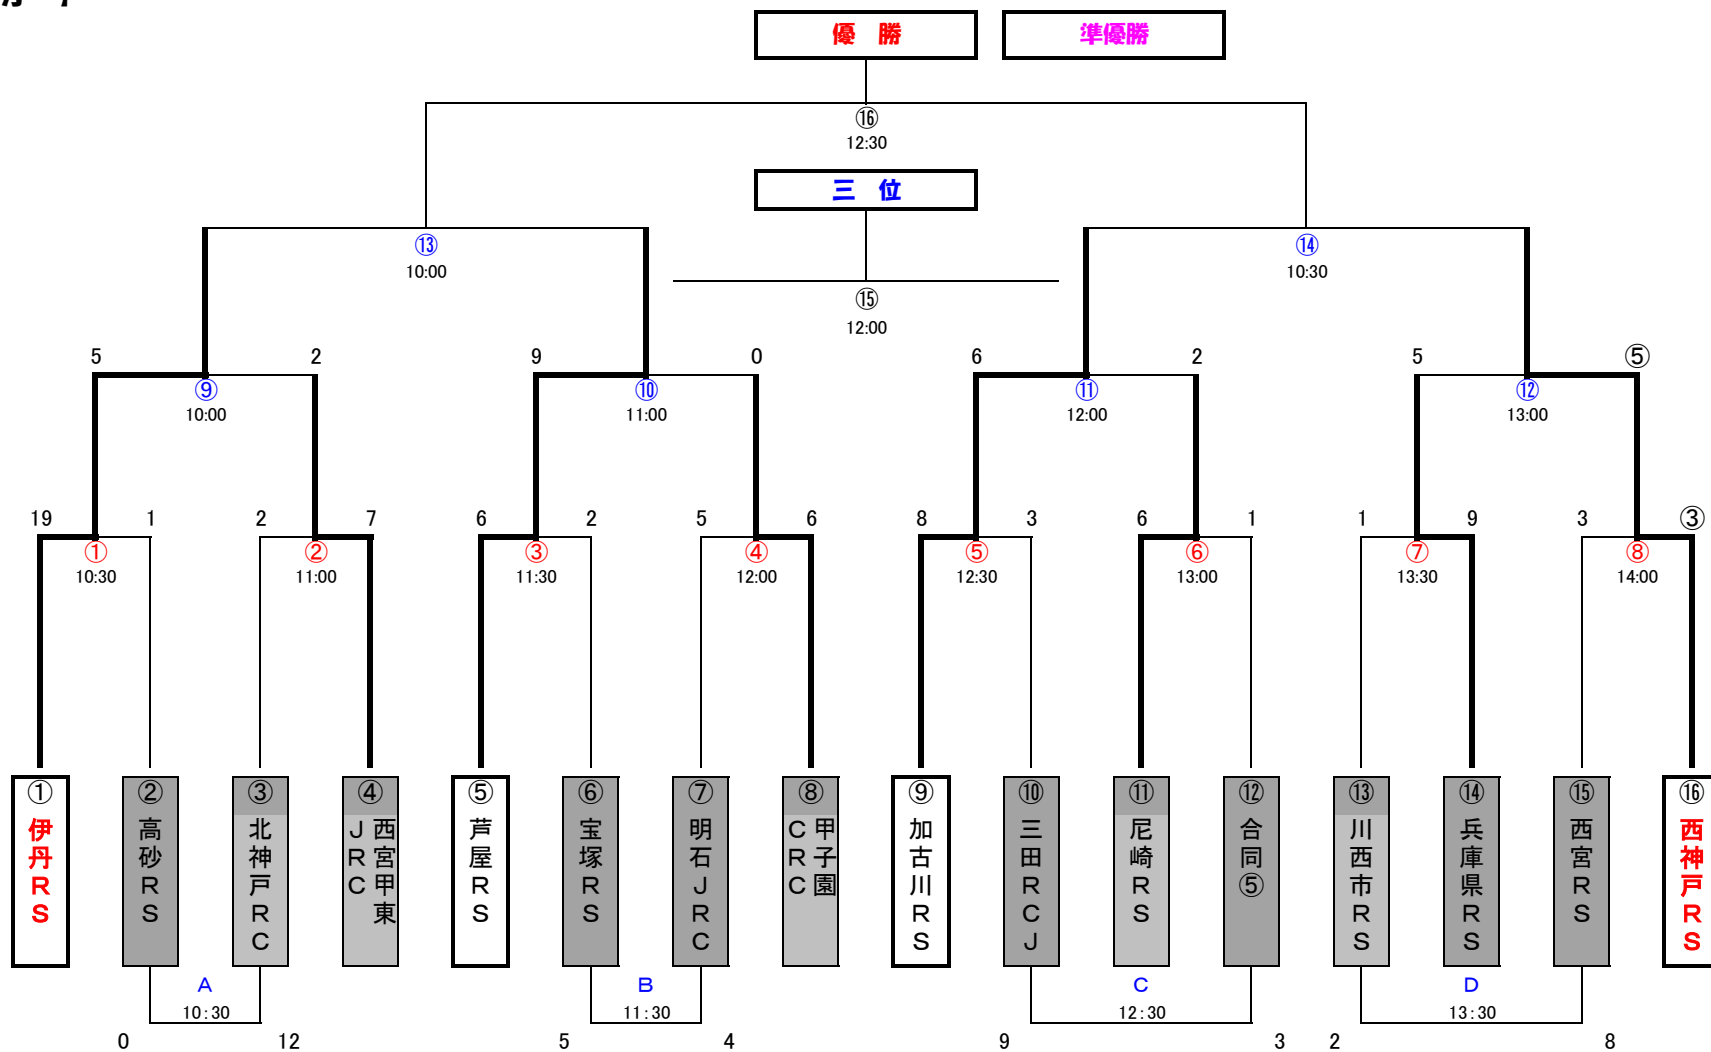 優 勝
準優勝
⑯
12:30
三 位
⑬
10:00
⑭
10:30
⑮
12:00
5 2 9 0 6 2 5 ⑤
⑨ ⑩ ⑪ ⑫
10:00 11:00 12:00 13:00
19 1 2 7 6 2 5 6 8 3 6 1 1 9 3 ③
① ② ③ ④ ⑤ ⑥ ⑦ ⑧
10:30 11:00 11:30 12:00 12:30 13:00 13:30 14:00
① 伊丹RS
② 高砂RS
③ 北神戸RC
④ 西宮甲東JRC
⑤ 芦屋RS
⑥ 宝塚RS
⑦ 明石JRC
⑧ 甲子園CRC
⑨ 加古川RS
⑩ 三田RCJ
⑪ 尼崎RS
⑫ 合同⑤
⑬ 川西市RS
⑭ 兵庫県RS
⑮ 西宮RS
⑯ 西神戸RS
A B C D
10:30 11:30 12:30 13:30
0 12 5 4 9 3 2 8